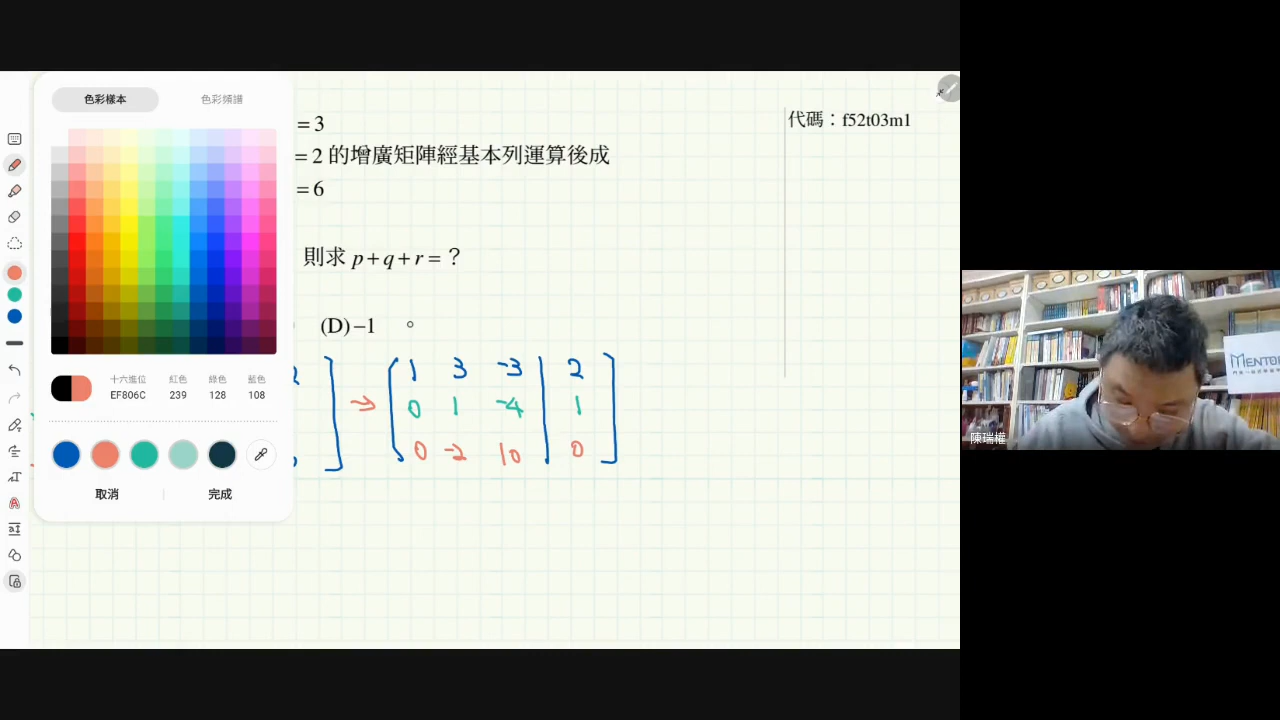 色彩樣本 色彩頻譜
= 3
代碼：f52t03m1
= 2 的增廣矩陣經基本列運算後成
= 6
則求 p + q + r = ？
(D) −1 。
1 3 -3 2
0 1 -4 1
0 -2 10 0
十六進位 紅色 綠色 藍色
EF806C 239 128 108
取消 完成
MENTOR
陳瑞權